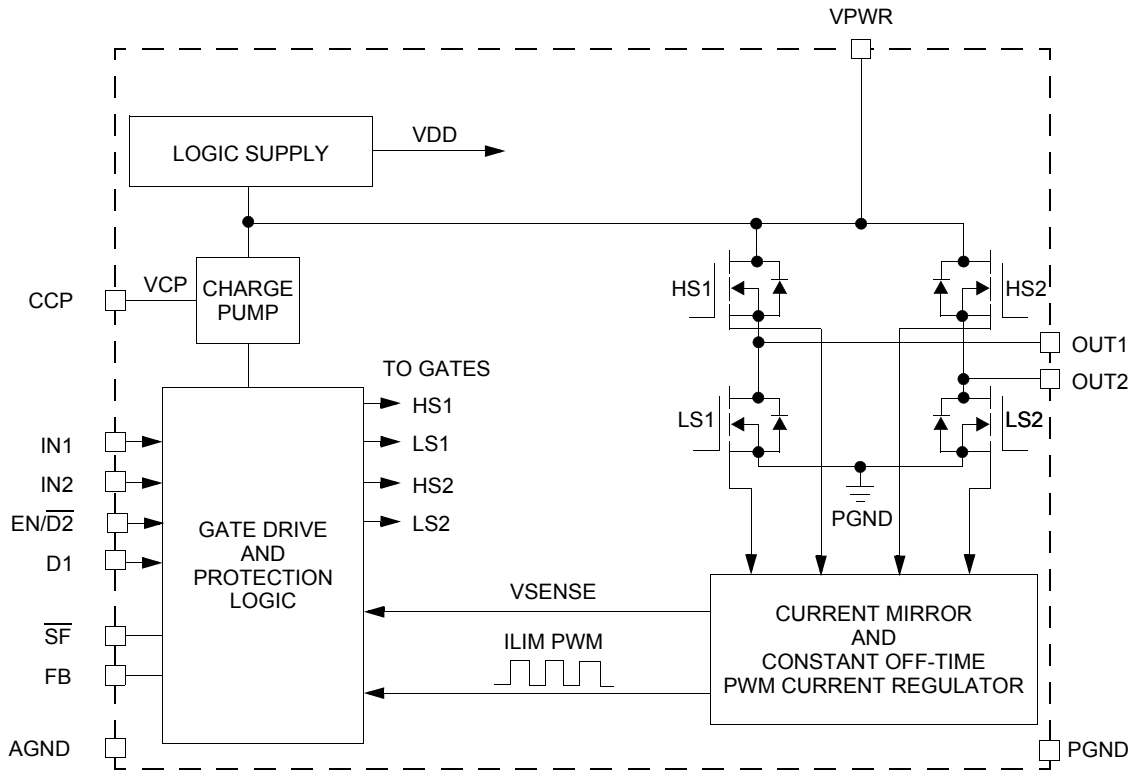 VPWR
LOGIC SUPPLY
VDD
CCP
VCP
CHARGE
PUMP
HS1
HS2
OUT1
OUT2
TO GATES
HS1
LS1
HS2
LS2
LS1
LS2
PGND
IN1
IN2
EN/D̅2̅
D1
S̅F̅
FB
AGND
GATE DRIVE
AND
PROTECTION
LOGIC
VSENSE
ILIM PWM
CURRENT MIRROR
AND
CONSTANT OFF-TIME
PWM CURRENT REGULATOR
PGND